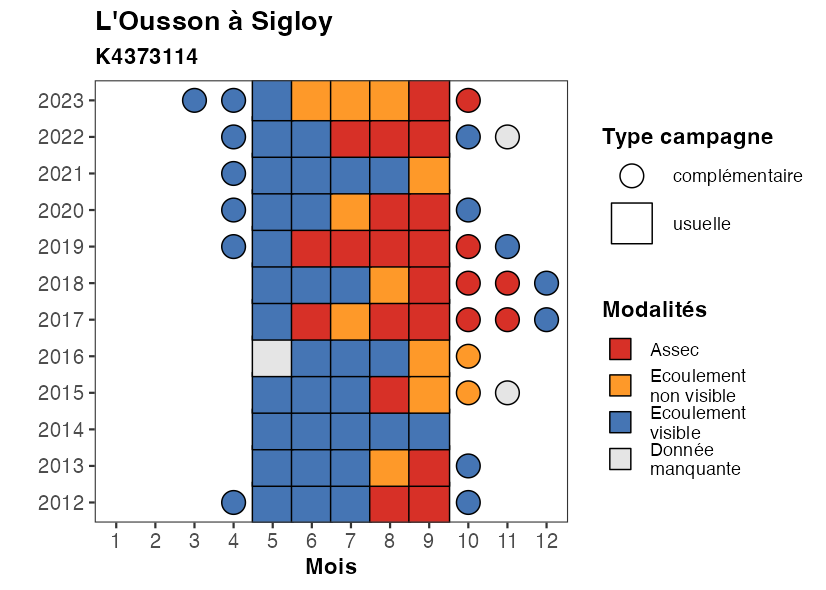 L'Ousson à Sigloy
K4373114
2023
2022
2021
2020
2019
2018
2017
2016
2015
2014
2013
2012
1 2 3 4 5 6 7 8 9 10 11 12
Mois
Type campagne
complémentaire
usuelle
Modalités
Assec
Ecoulement
non visible
Ecoulement
visible
Donnée
manquante